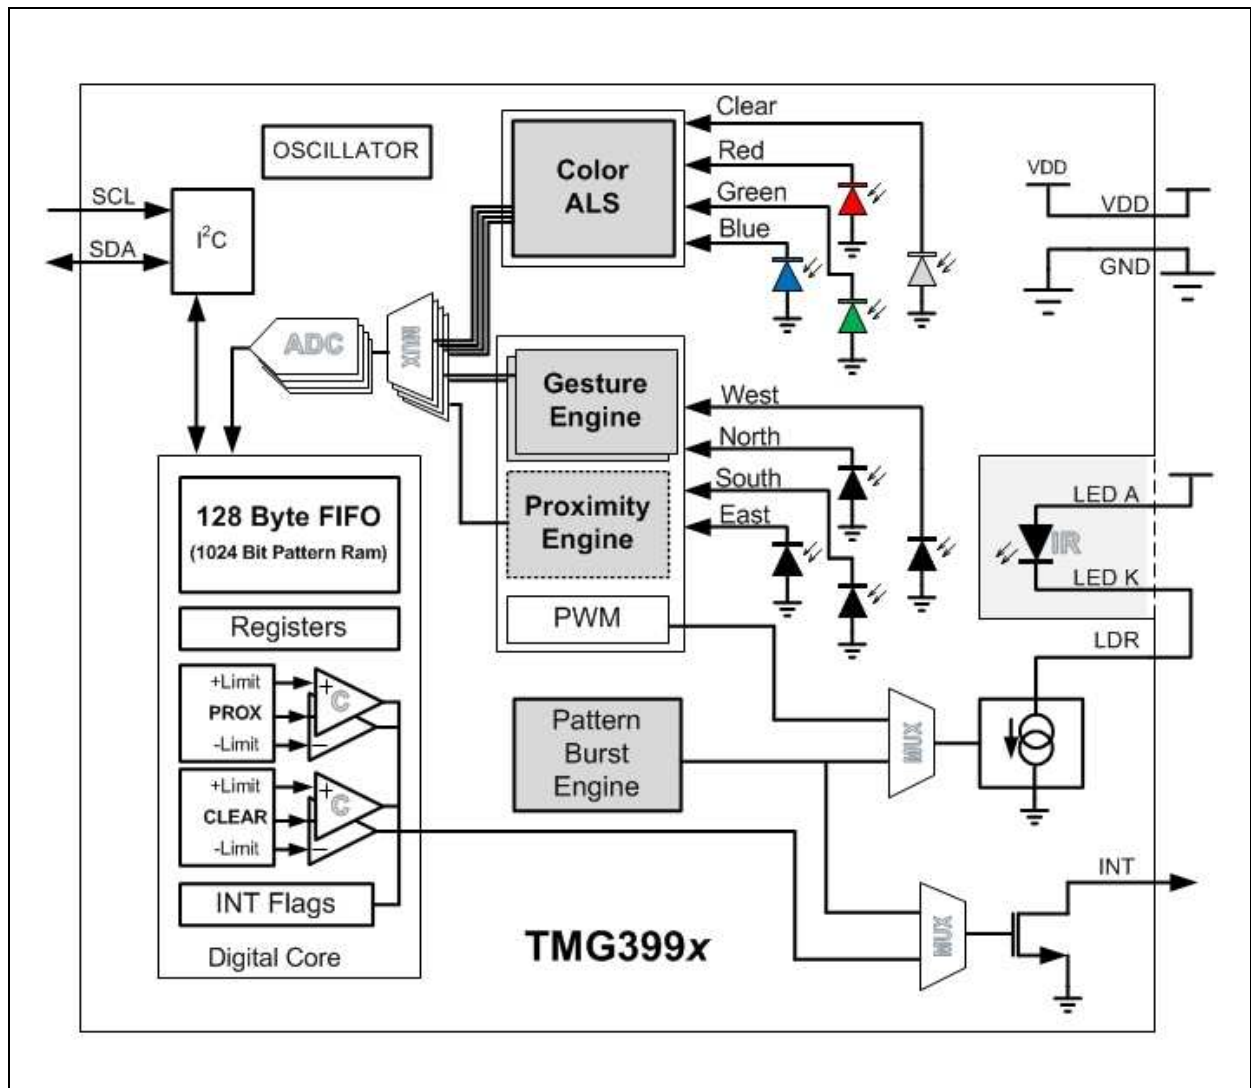 OSCILLATOR
SCL
SDA
I²C
ADC
MUX
Color
ALS
Clear
Red
Green
Blue
VDD
VDD
GND
Gesture
Engine
Proximity
Engine
PWM
West
North
South
East
LED A
IR
LED K
LDR
128 Byte FIFO
(1024 Bit Pattern Ram)
Registers
+Limit
PROX
-Limit
+
C
−
+Limit
CLEAR
-Limit
+
C
−
INT Flags
Digital Core
Pattern
Burst
Engine
MUX
MUX
INT
TMG399x